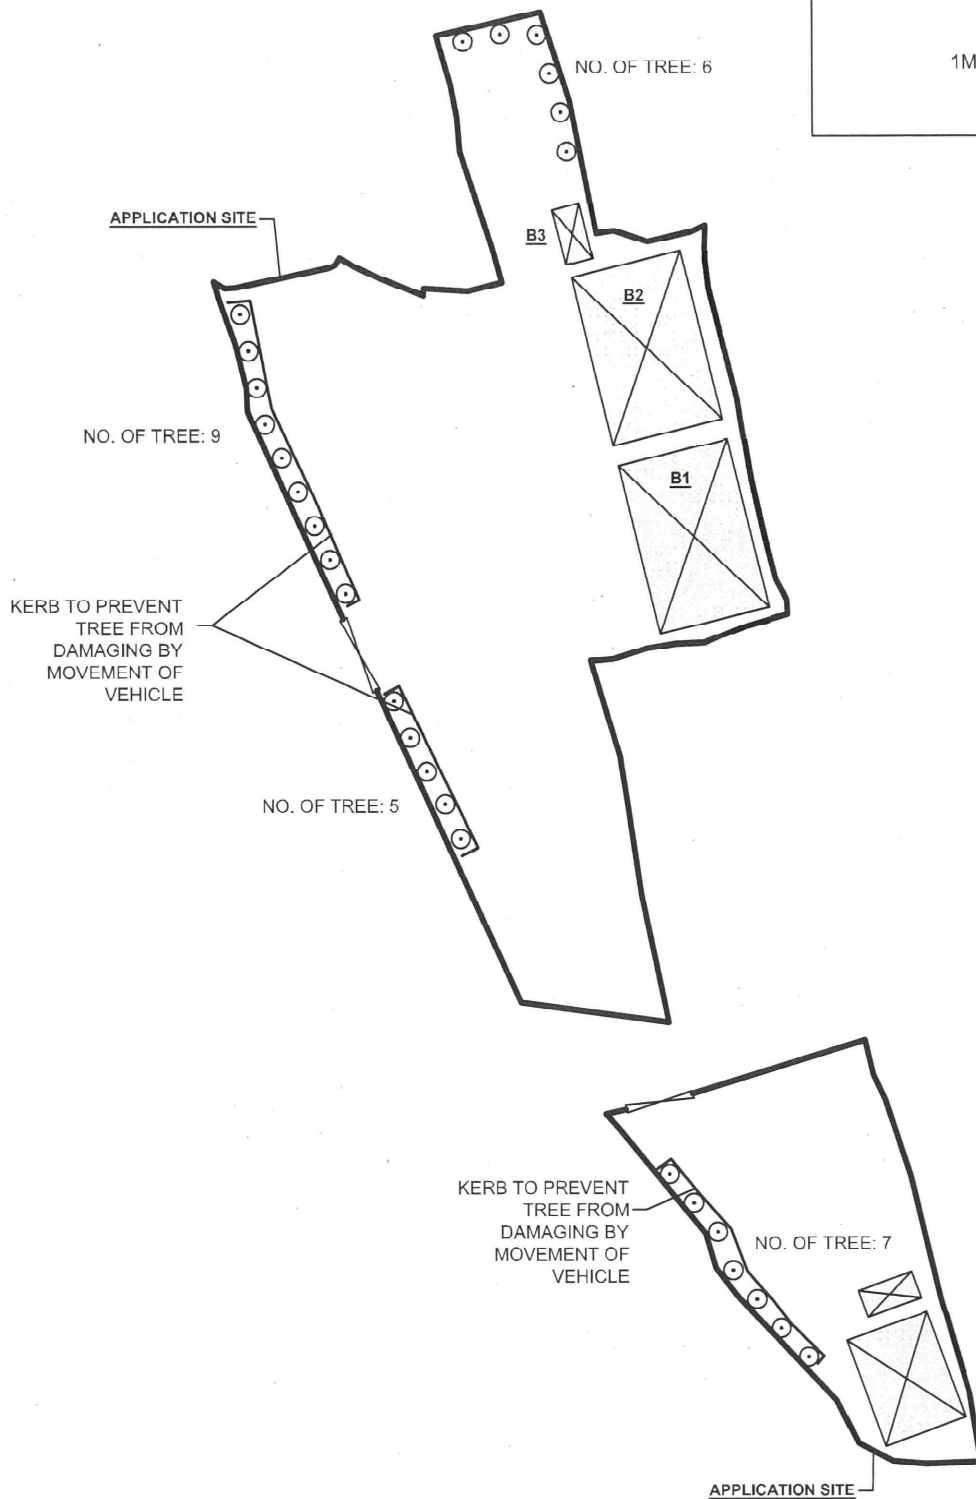 1M
NO. OF TREE: 6
APPLICATION SITE
B3
B2
NO. OF TREE: 9
B1
KERB TO PREVENT
TREE FROM
DAMAGING BY
MOVEMENT OF
VEHICLE
NO. OF TREE: 5
KERB TO PREVENT
TREE FROM
DAMAGING BY
MOVEMENT OF
VEHICLE
NO. OF TREE: 7
APPLICATION SITE